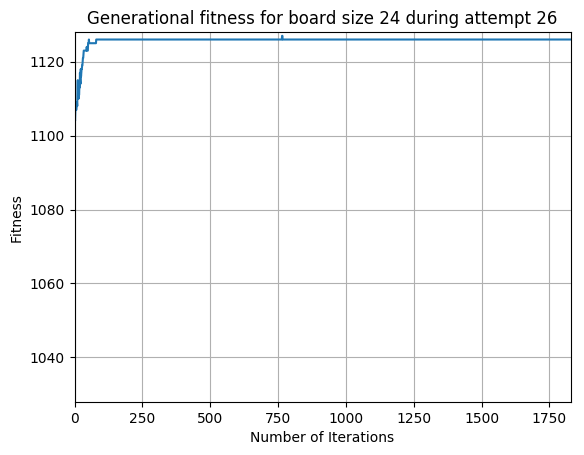 Generational fitness for board size 24 during attempt 26
1120
1100
1080
1060
1040
Fitness
0 250 500 750 1000 1250 1500 1750
Number of Iterations